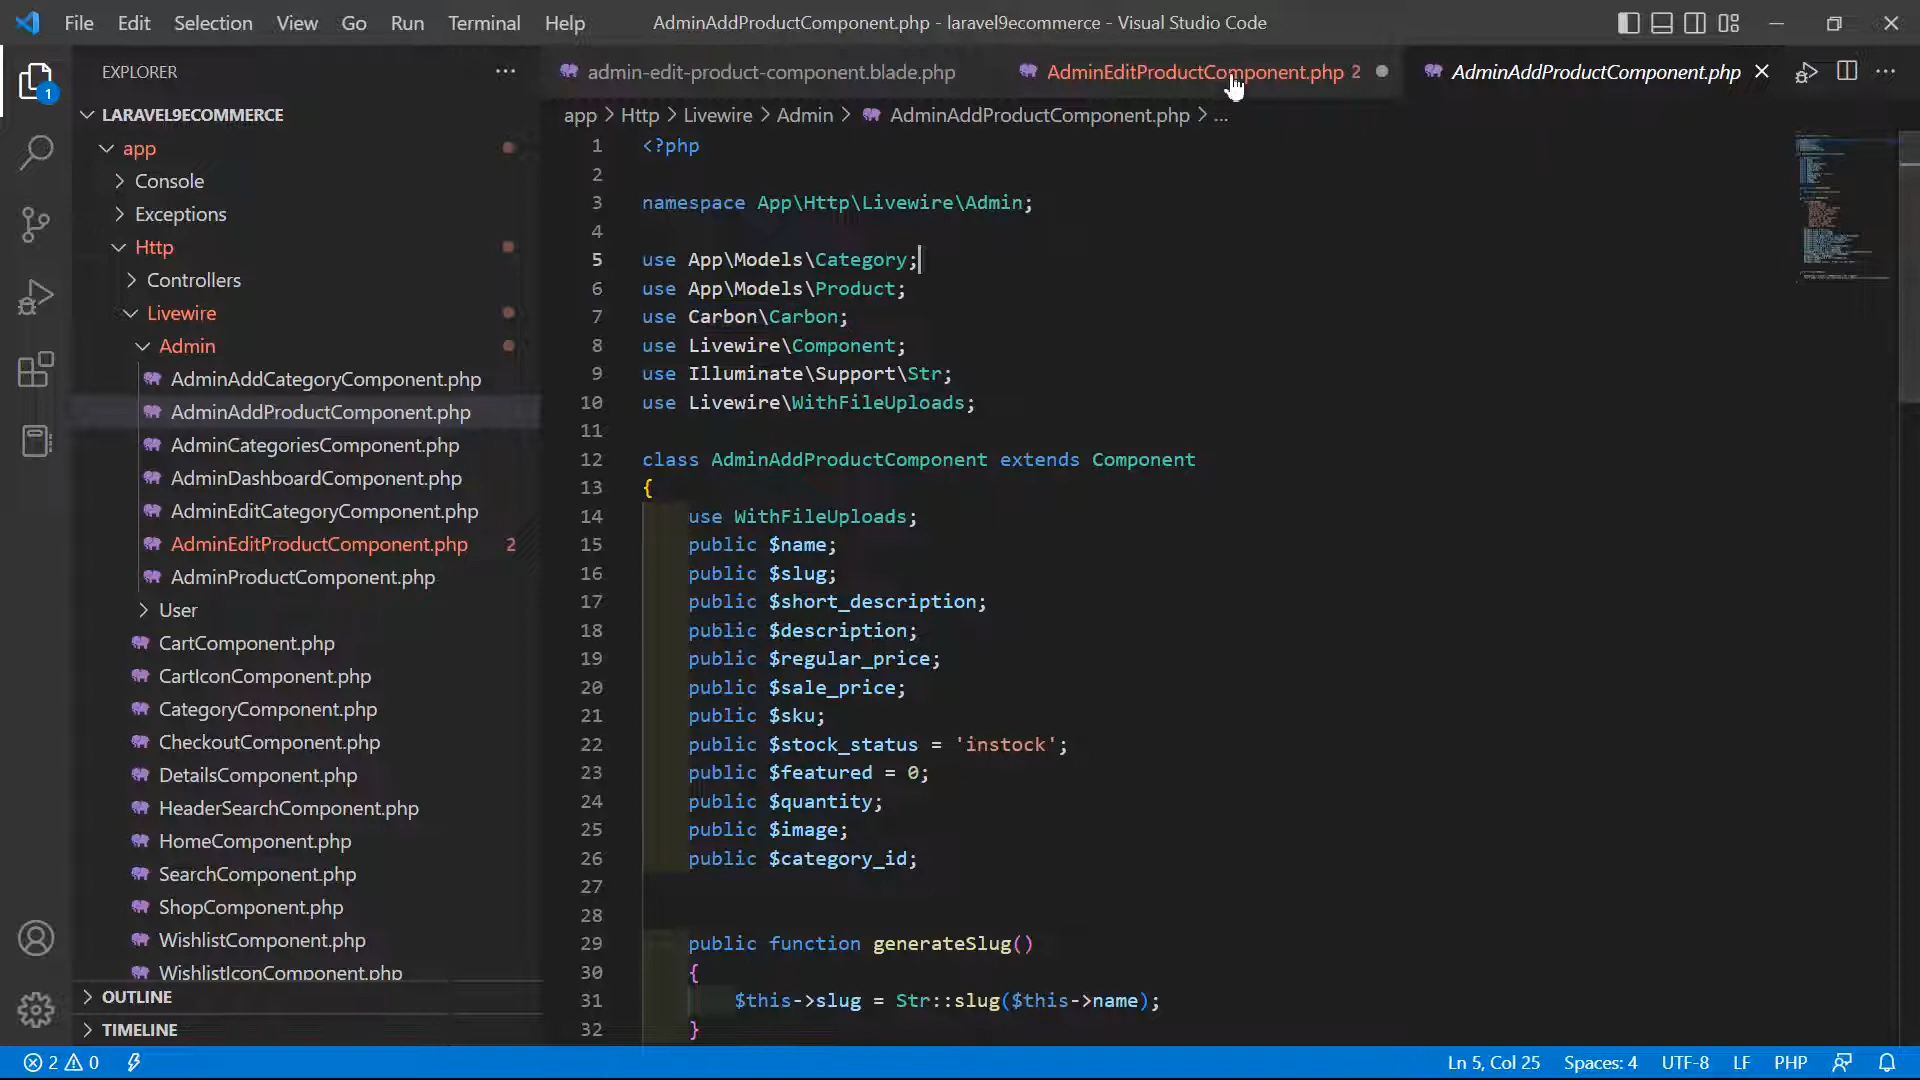 File Edit Selection View Go Run Terminal Help AdminAddProductComponent.php - laravel9ecommerce - Visual Studio Code
EXPLORER
admin-edit-product-component.blade.php AdminEditProductComponent.php 2 AdminAddProductComponent.php
1
LARAVEL9ECOMMERCE
app
Console
Exceptions
Http
Controllers
Livewire
Admin
AdminAddCategoryComponent.php
AdminAddProductComponent.php
AdminCategoriesComponent.php
AdminDashboardComponent.php
AdminEditCategoryComponent.php
AdminEditProductComponent.php 2
AdminProductComponent.php
User
CartComponent.php
CartIconComponent.php
CategoryComponent.php
CheckoutComponent.php
DetailsComponent.php
HeaderSearchComponent.php
HomeComponent.php
SearchComponent.php
ShopComponent.php
WishlistComponent.php
WishlistIconComponent.php
OUTLINE
TIMELINE
app > Http > Livewire > Admin > AdminAddProductComponent.php > ...
1 <?php
2
3 namespace App\Http\Livewire\Admin;
4
5 use App\Models\Category;
6 use App\Models\Product;
7 use Carbon\Carbon;
8 use Livewire\Component;
9 use Illuminate\Support\Str;
10 use Livewire\WithFileUploads;
11
12 class AdminAddProductComponent extends Component
13 {
14 use WithFileUploads;
15 public $name;
16 public $slug;
17 public $short_description;
18 public $description;
19 public $regular_price;
20 public $sale_price;
21 public $sku;
22 public $stock_status = 'instock';
23 public $featured = 0;
24 public $quantity;
25 public $image;
26 public $category_id;
27
28
29 public function generateSlug()
30 {
31 $this->slug = Str::slug($this->name);
32 }
2 0 Ln 5, Col 25 Spaces: 4 UTF-8 LF PHP